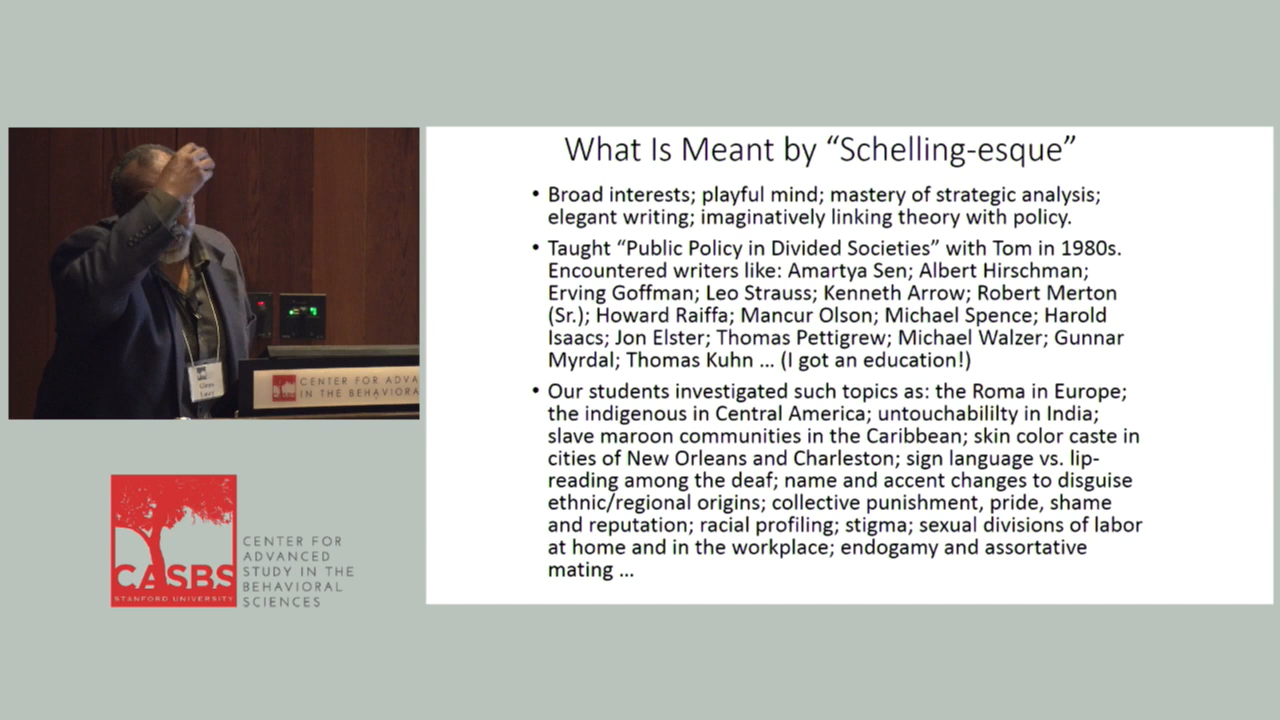 What Is Meant by “Schelling-esque”
• Broad interests; playful mind; mastery of strategic analysis;
elegant writing; imaginatively linking theory with policy.
• Taught “Public Policy in Divided Societies” with Tom in 1980s.
Encountered writers like: Amartya Sen; Albert Hirschman;
Erving Goffman; Leo Strauss; Kenneth Arrow; Robert Merton
(Sr.); Howard Raiffa; Mancur Olson; Michael Spence; Harold
Isaacs; Jon Elster; Thomas Pettigrew; Michael Walzer; Gunnar
Myrdal; Thomas Kuhn … (I got an education!)
• Our students investigated such topics as: the Roma in Europe;
the indigenous in Central America; untouchabililty in India;
slave maroon communities in the Caribbean; skin color caste in
cities of New Orleans and Charleston; sign language vs. lip-
reading among the deaf; name and accent changes to disguise
ethnic/regional origins; collective punishment, pride, shame
and reputation; racial profiling; stigma; sexual divisions of labor
at home and in the workplace; endogamy and assortative
mating …
CENTER FOR ADVA
IN THE BEHAVIORA
Glenn
Loury
CASBS
STANFORD UNIVERSITY
CENTER FOR
ADVANCED
STUDY IN THE
BEHAVIORAL
SCIENCES